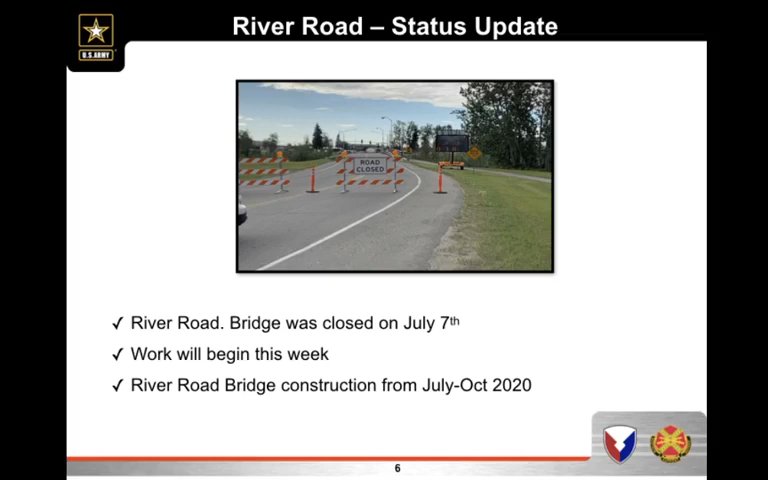 River Road – Status Update
U.S.ARMY
ROAD
CLOSED
✓ River Road. Bridge was closed on July 7th
✓ Work will begin this week
✓ River Road Bridge construction from July-Oct 2020
6